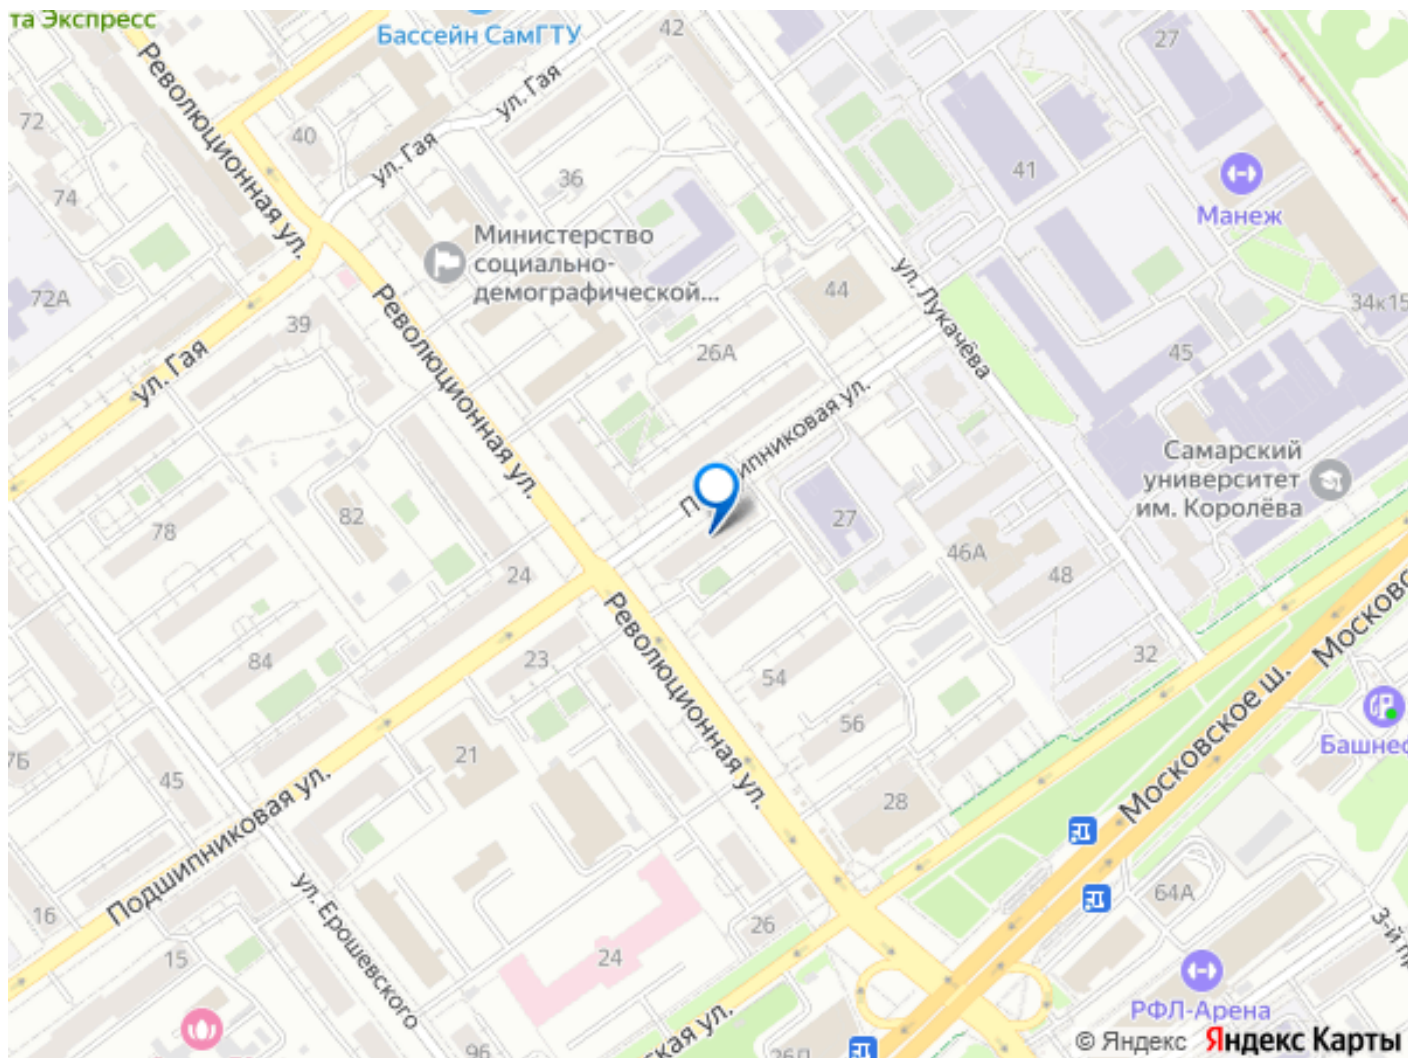 та Экспресс
Бассейн СамГТУ
42
27
Революционная ул.
ул. Гая
72
40
ул. Гая
36
41
74
Манеж
Министерство
социально-
демографической...
72А
44
ул. Лукачёва
34к15
39
Революционная ул.
26А
45
ул. Гая
Самарский
университет
им. Королёва
78
82
27
46А
48
24
Революционная ул.
84
23
54
32
Московское ш.
56
Башнеф
7Б
45
21
28
Подшипниковая ул.
64А
16
ул. Ерошевского
26
15
24
РФЛ-Арена
96
ская ул.
© Яндекс Яндекс Карты